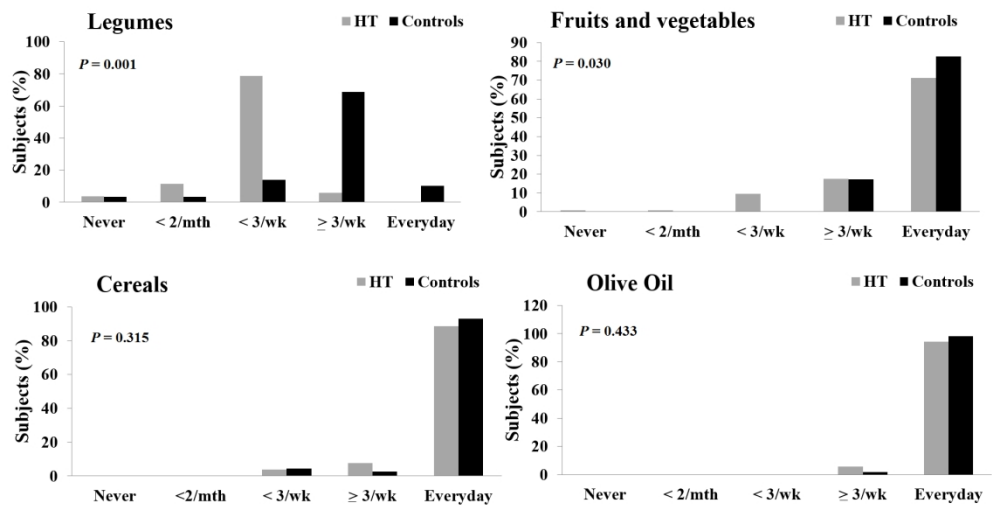 Legumes
HT Controls
P = 0.001
Subjects (%)
100
80
60
40
20
0
Never < 2/mth < 3/wk ≥ 3/wk Everyday
Fruits and vegetables
HT Controls
P = 0.030
Subjects (%)
90
80
70
60
50
40
30
20
10
0
Never < 2/mth < 3/wk ≥ 3/wk Everyday
Cereals
HT Controls
P = 0.315
Subjects (%)
100
80
60
40
20
0
Never <2/mth < 3/wk ≥ 3/wk Everyday
Olive Oil
HT Controls
P = 0.433
Subjects (%)
120
100
80
60
40
20
0
Never < 2/mth < 3/wk ≥ 3/wk Everyday